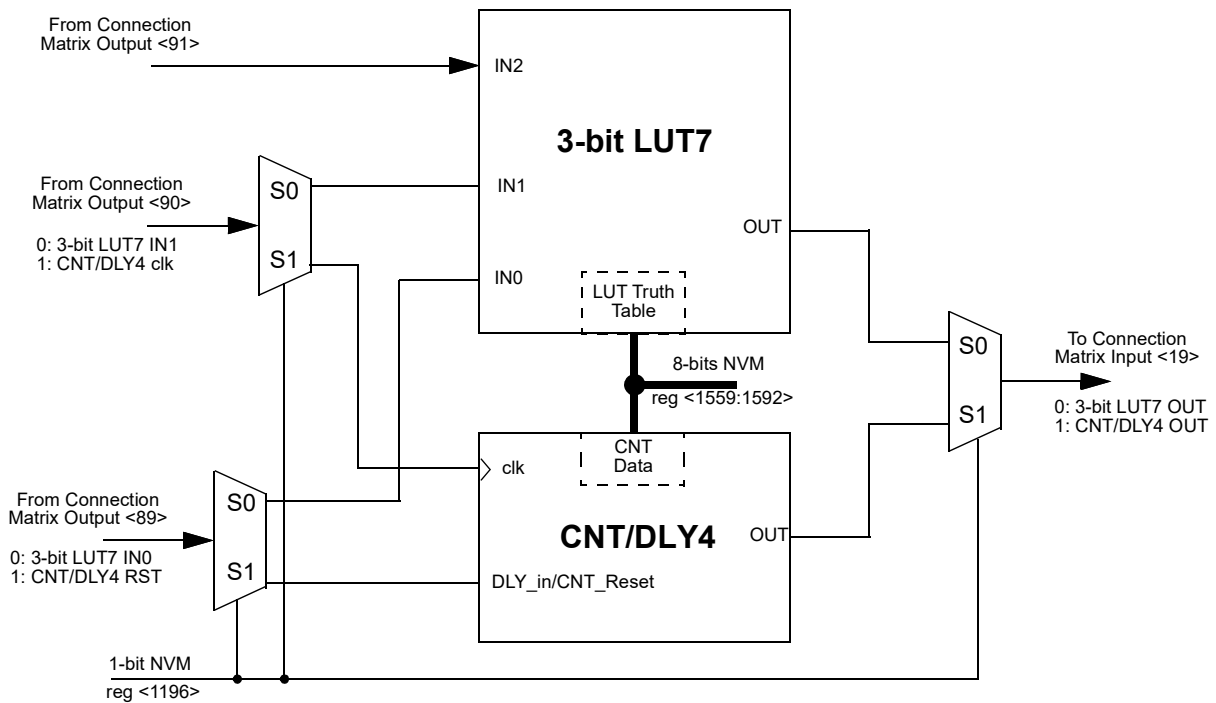 From Connection
Matrix Output <91>
IN2
3-bit LUT7
From Connection
Matrix Output <90>
S0
IN1
0: 3-bit LUT7 IN1
1: CNT/DLY4 clk
S1
OUT
IN0
LUT Truth
Table
S0
To Connection
Matrix Input <19>
8-bits NVM
reg <1559:1592>
S1
0: 3-bit LUT7 OUT
1: CNT/DLY4 OUT
CNT
Data
clk
From Connection
Matrix Output <89>
S0
CNT/DLY4
OUT
0: 3-bit LUT7 IN0
1: CNT/DLY4 RST
S1
DLY_in/CNT_Reset
1-bit NVM
reg <1196>